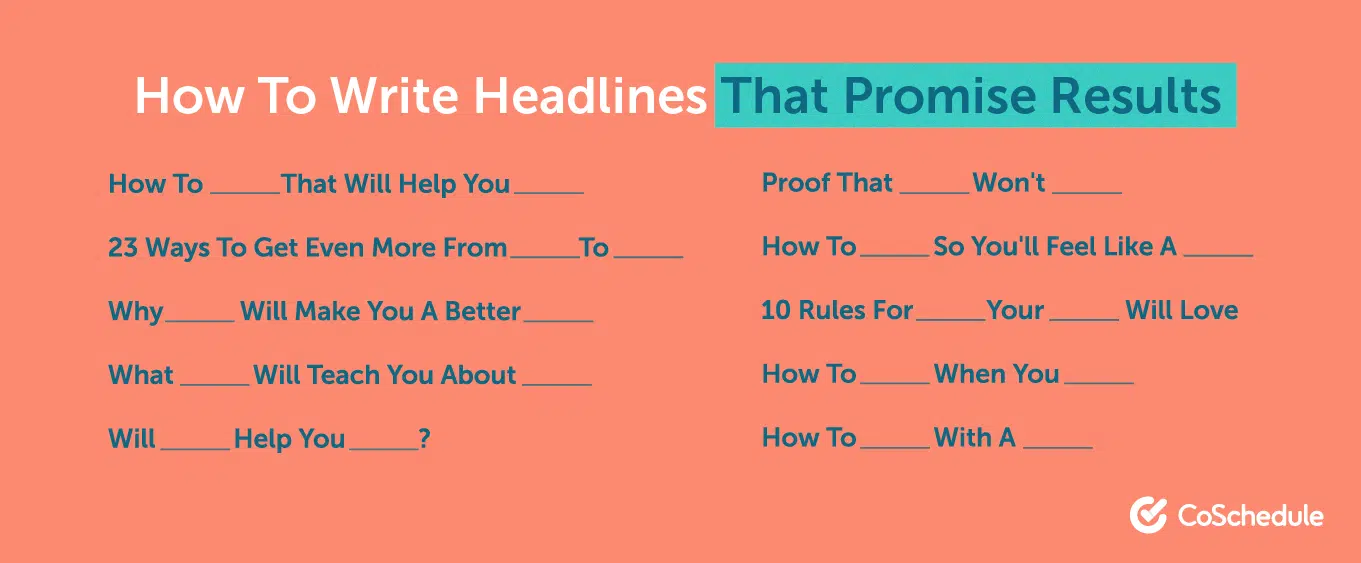 How To Write Headlines That Promise Results
How To _____ That Will Help You _____
23 Ways To Get Even More From _____ To _____
Why _____ Will Make You A Better _____
What _____ Will Teach You About _____
Will _____ Help You _____?
Proof That _____ Won't _____
How To _____ So You'll Feel Like A _____
10 Rules For _____ Your _____ Will Love
How To _____ When You _____
How To _____ With A _____
CoSchedule